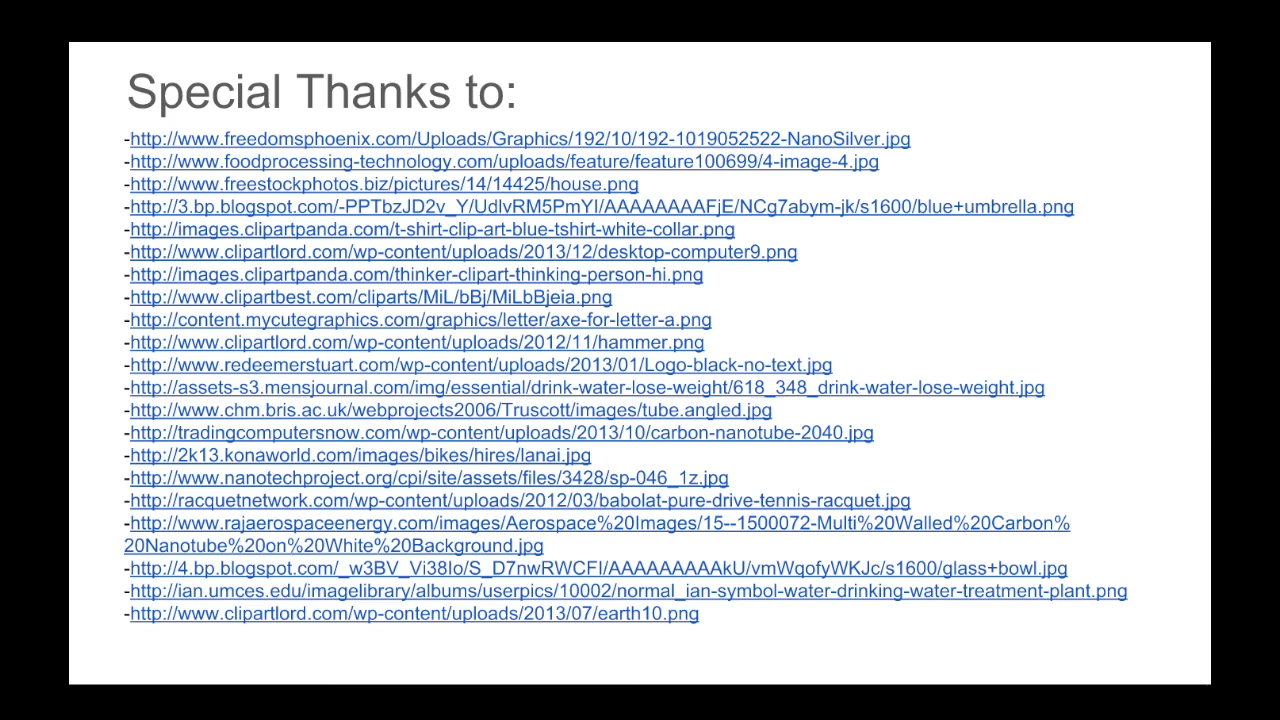 Special Thanks to:
-http://www.freedomsphoenix.com/Uploads/Graphics/192/10/192-1019052522-NanoSilver.jpg
-http://www.foodprocessing-technology.com/uploads/feature/feature100699/4-image-4.jpg
-http://www.freestockphotos.biz/pictures/14/14425/house.png
-http://3.bp.blogspot.com/-PPTbzJD2v_Y/UdlvRM5PmYI/AAAAAAAAFjE/NCg7abym-jk/s1600/blue+umbrella.png
-http://images.clipartpanda.com/t-shirt-clip-art-blue-tshirt-white-collar.png
-http://www.clipartlord.com/wp-content/uploads/2013/12/desktop-computer9.png
-http://images.clipartpanda.com/thinker-clipart-thinking-person-hi.png
-http://www.clipartbest.com/cliparts/MiL/bBj/MiLbBjeia.png
-http://content.mycutegraphics.com/graphics/letter/axe-for-letter-a.png
-http://www.clipartlord.com/wp-content/uploads/2012/11/hammer.png
-http://www.redeemerstuart.com/wp-content/uploads/2013/01/Logo-black-no-text.jpg
-http://assets-s3.mensjournal.com/img/essential/drink-water-lose-weight/618_348_drink-water-lose-weight.jpg
-http://www.chm.bris.ac.uk/webprojects2006/Truscott/images/tube.angled.jpg
-http://tradingcomputersnow.com/wp-content/uploads/2013/10/carbon-nanotube-2040.jpg
-http://2k13.konaworld.com/images/bikes/hires/lanai.jpg
-http://www.nanotechproject.org/cpi/site/assets/files/3428/sp-046_1z.jpg
-http://racquetnetwork.com/wp-content/uploads/2012/03/babolat-pure-drive-tennis-racquet.jpg
-http://www.rajaerospaceenergy.com/images/Aerospace%20Images/15--1500072-Multi%20Walled%20Carbon%
20Nanotube%20on%20White%20Background.jpg
-http://4.bp.blogspot.com/_w3BV_Vi38Io/S_D7nwRWCFI/AAAAAAAAAkU/vmWqofyWKJc/s1600/glass+bowl.jpg
-http://ian.umces.edu/imagelibrary/albums/userpics/10002/normal_ian-symbol-water-drinking-water-treatment-plant.png
-http://www.clipartlord.com/wp-content/uploads/2013/07/earth10.png